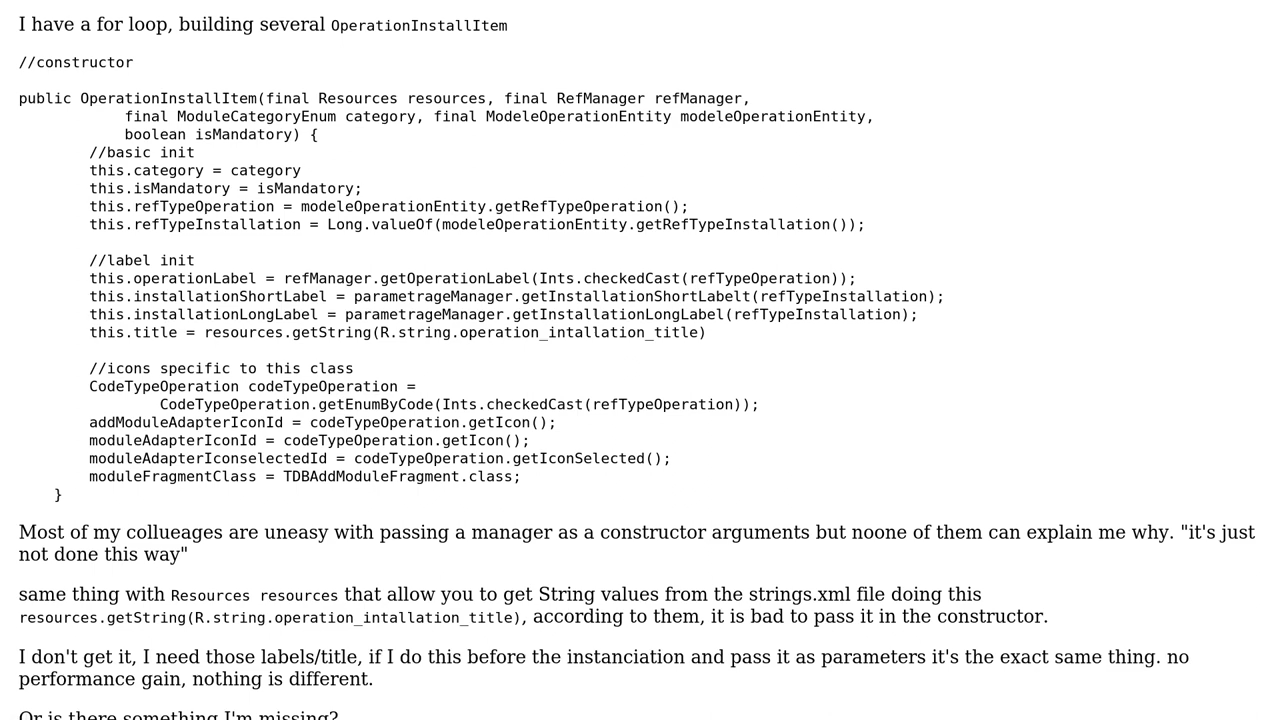 I have a for loop, building several OperationInstallItem
//constructor
public OperationInstallItem(final Resources resources, final RefManager refManager,
            final ModuleCategoryEnum category, final ModeleOperationEntity modeleOperationEntity,
            boolean isMandatory) {
        //basic init
        this.category = category
        this.isMandatory = isMandatory;
        this.refTypeOperation = modeleOperationEntity.getRefTypeOperation();
        this.refTypeInstallation = Long.valueOf(modeleOperationEntity.getRefTypeInstallation());
        //label init
        this.operationLabel = refManager.getOperationLabel(Ints.checkedCast(refTypeOperation));
        this.installationShortLabel = parametrageManager.getInstallationShortLabelt(refTypeInstallation);
        this.installationLongLabel = parametrageManager.getInstallationLongLabel(refTypeInstallation);
        this.title = resources.getString(R.string.operation_intallation_title)
        //icons specific to this class
        CodeTypeOperation codeTypeOperation =
                CodeTypeOperation.getEnumByCode(Ints.checkedCast(refTypeOperation));
        addModuleAdapterIconId = codeTypeOperation.getIcon();
        moduleAdapterIconId = codeTypeOperation.getIcon();
        moduleAdapterIconselectedId = codeTypeOperation.getIconSelected();
        moduleFragmentClass = TDBAddModuleFragment.class;
    }
Most of my collueages are uneasy with passing a manager as a constructor arguments but noone of them can explain me why. "it's just
not done this way"
same thing with Resources resources that allow you to get String values from the strings.xml file doing this
resources.getString(R.string.operation_intallation_title), according to them, it is bad to pass it in the constructor.
I don't get it, I need those labels/title, if I do this before the instanciation and pass it as parameters it's the exact same thing. no
performance gain, nothing is different.
Or is there something I'm missing?